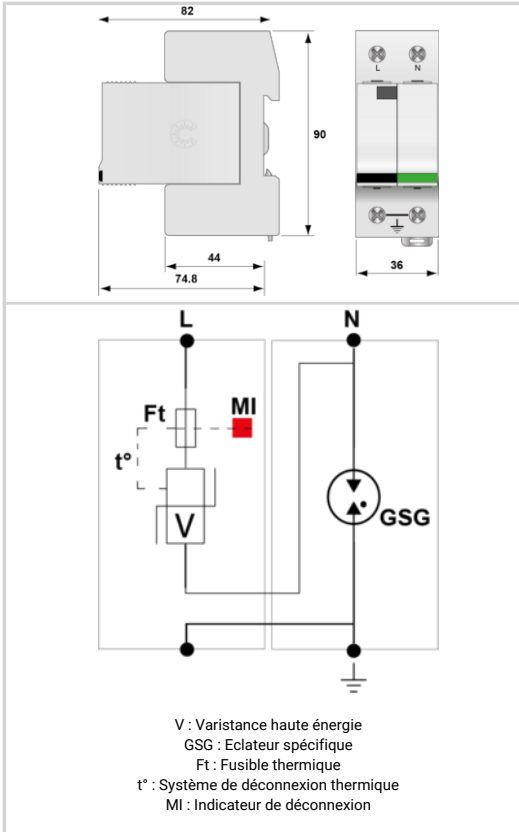 82
L N
90
44
74.8
36
L N
Ft MI
t°
V
GSG
V : Varistance haute énergie
GSG : Eclateur spécifique
Ft : Fusible thermique
t° : Système de déconnexion thermique
MI : Indicateur de déconnexion